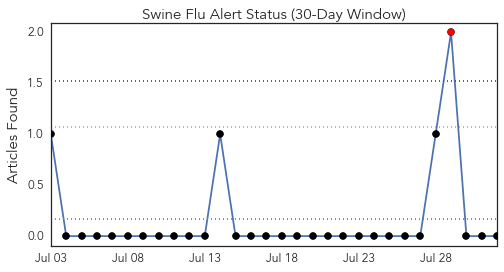 Swine Flu Alert Status (30-Day Window)
Articles Found
2.0
1.5
1.0
0.5
0.0
Jul 03 Jul 08 Jul 13 Jul 18 Jul 23 Jul 28